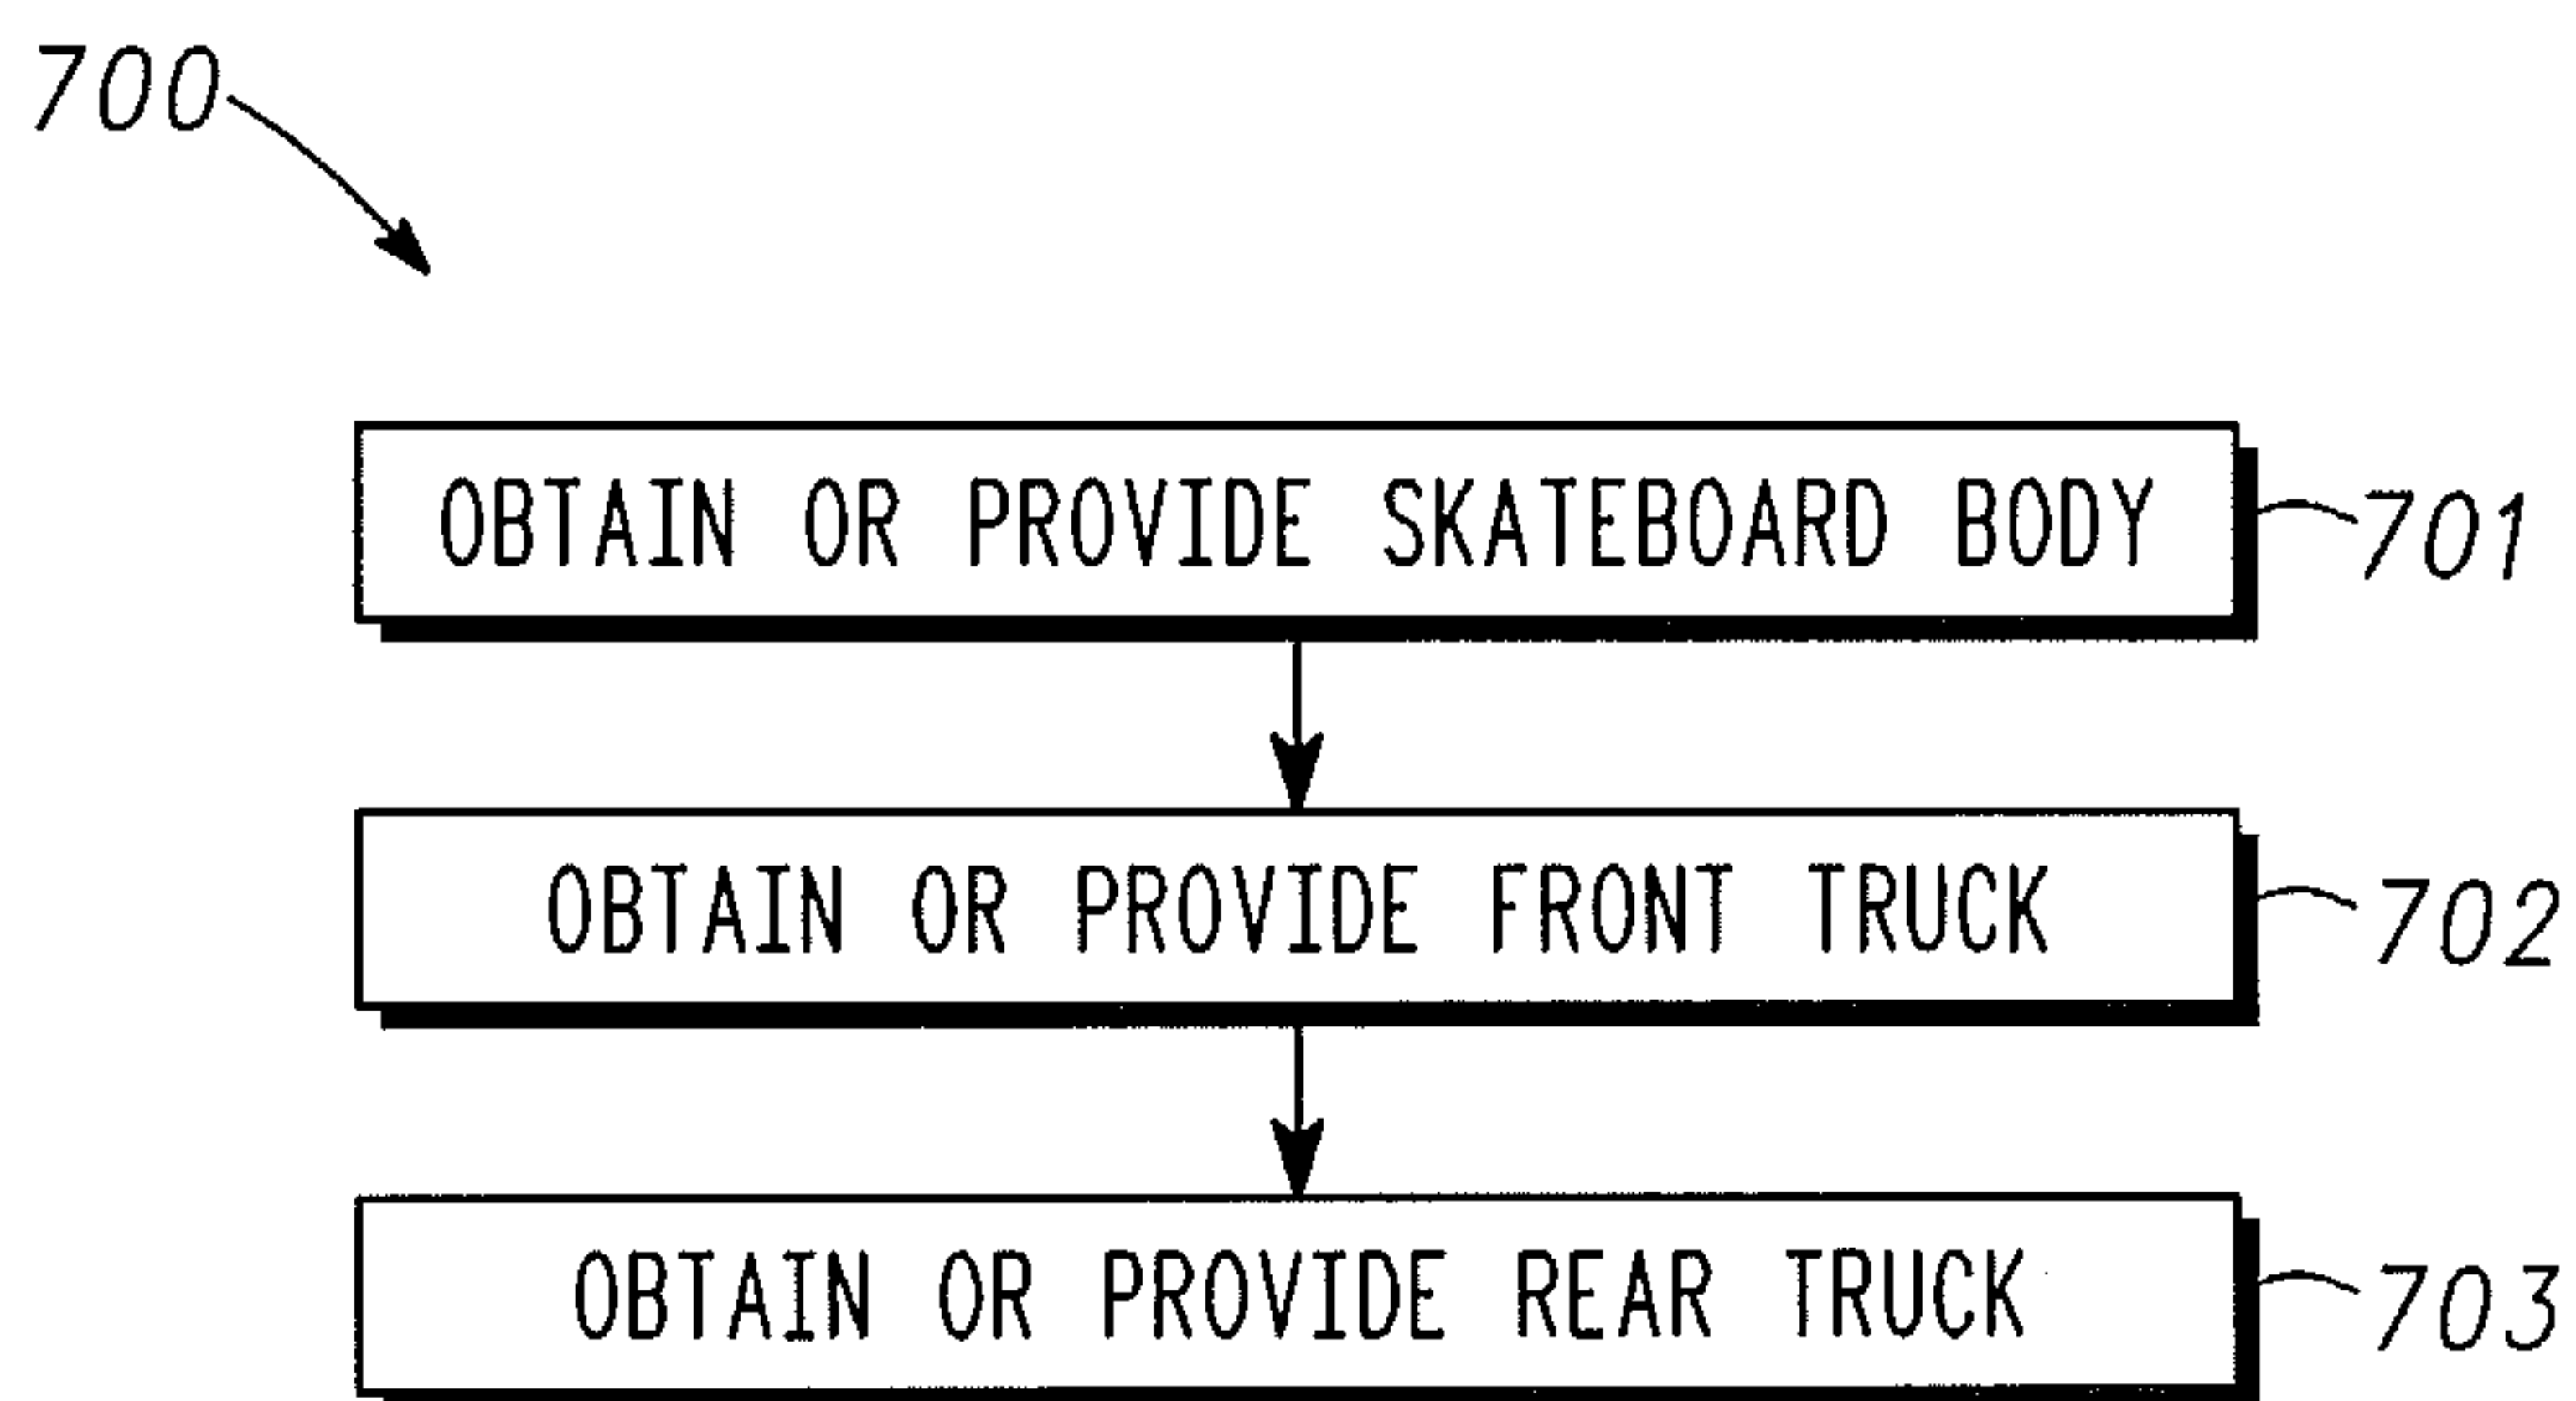 700
OBTAIN OR PROVIDE SKATEBOARD BODY
701
OBTAIN OR PROVIDE FRONT TRUCK
702
OBTAIN OR PROVIDE REAR TRUCK
703